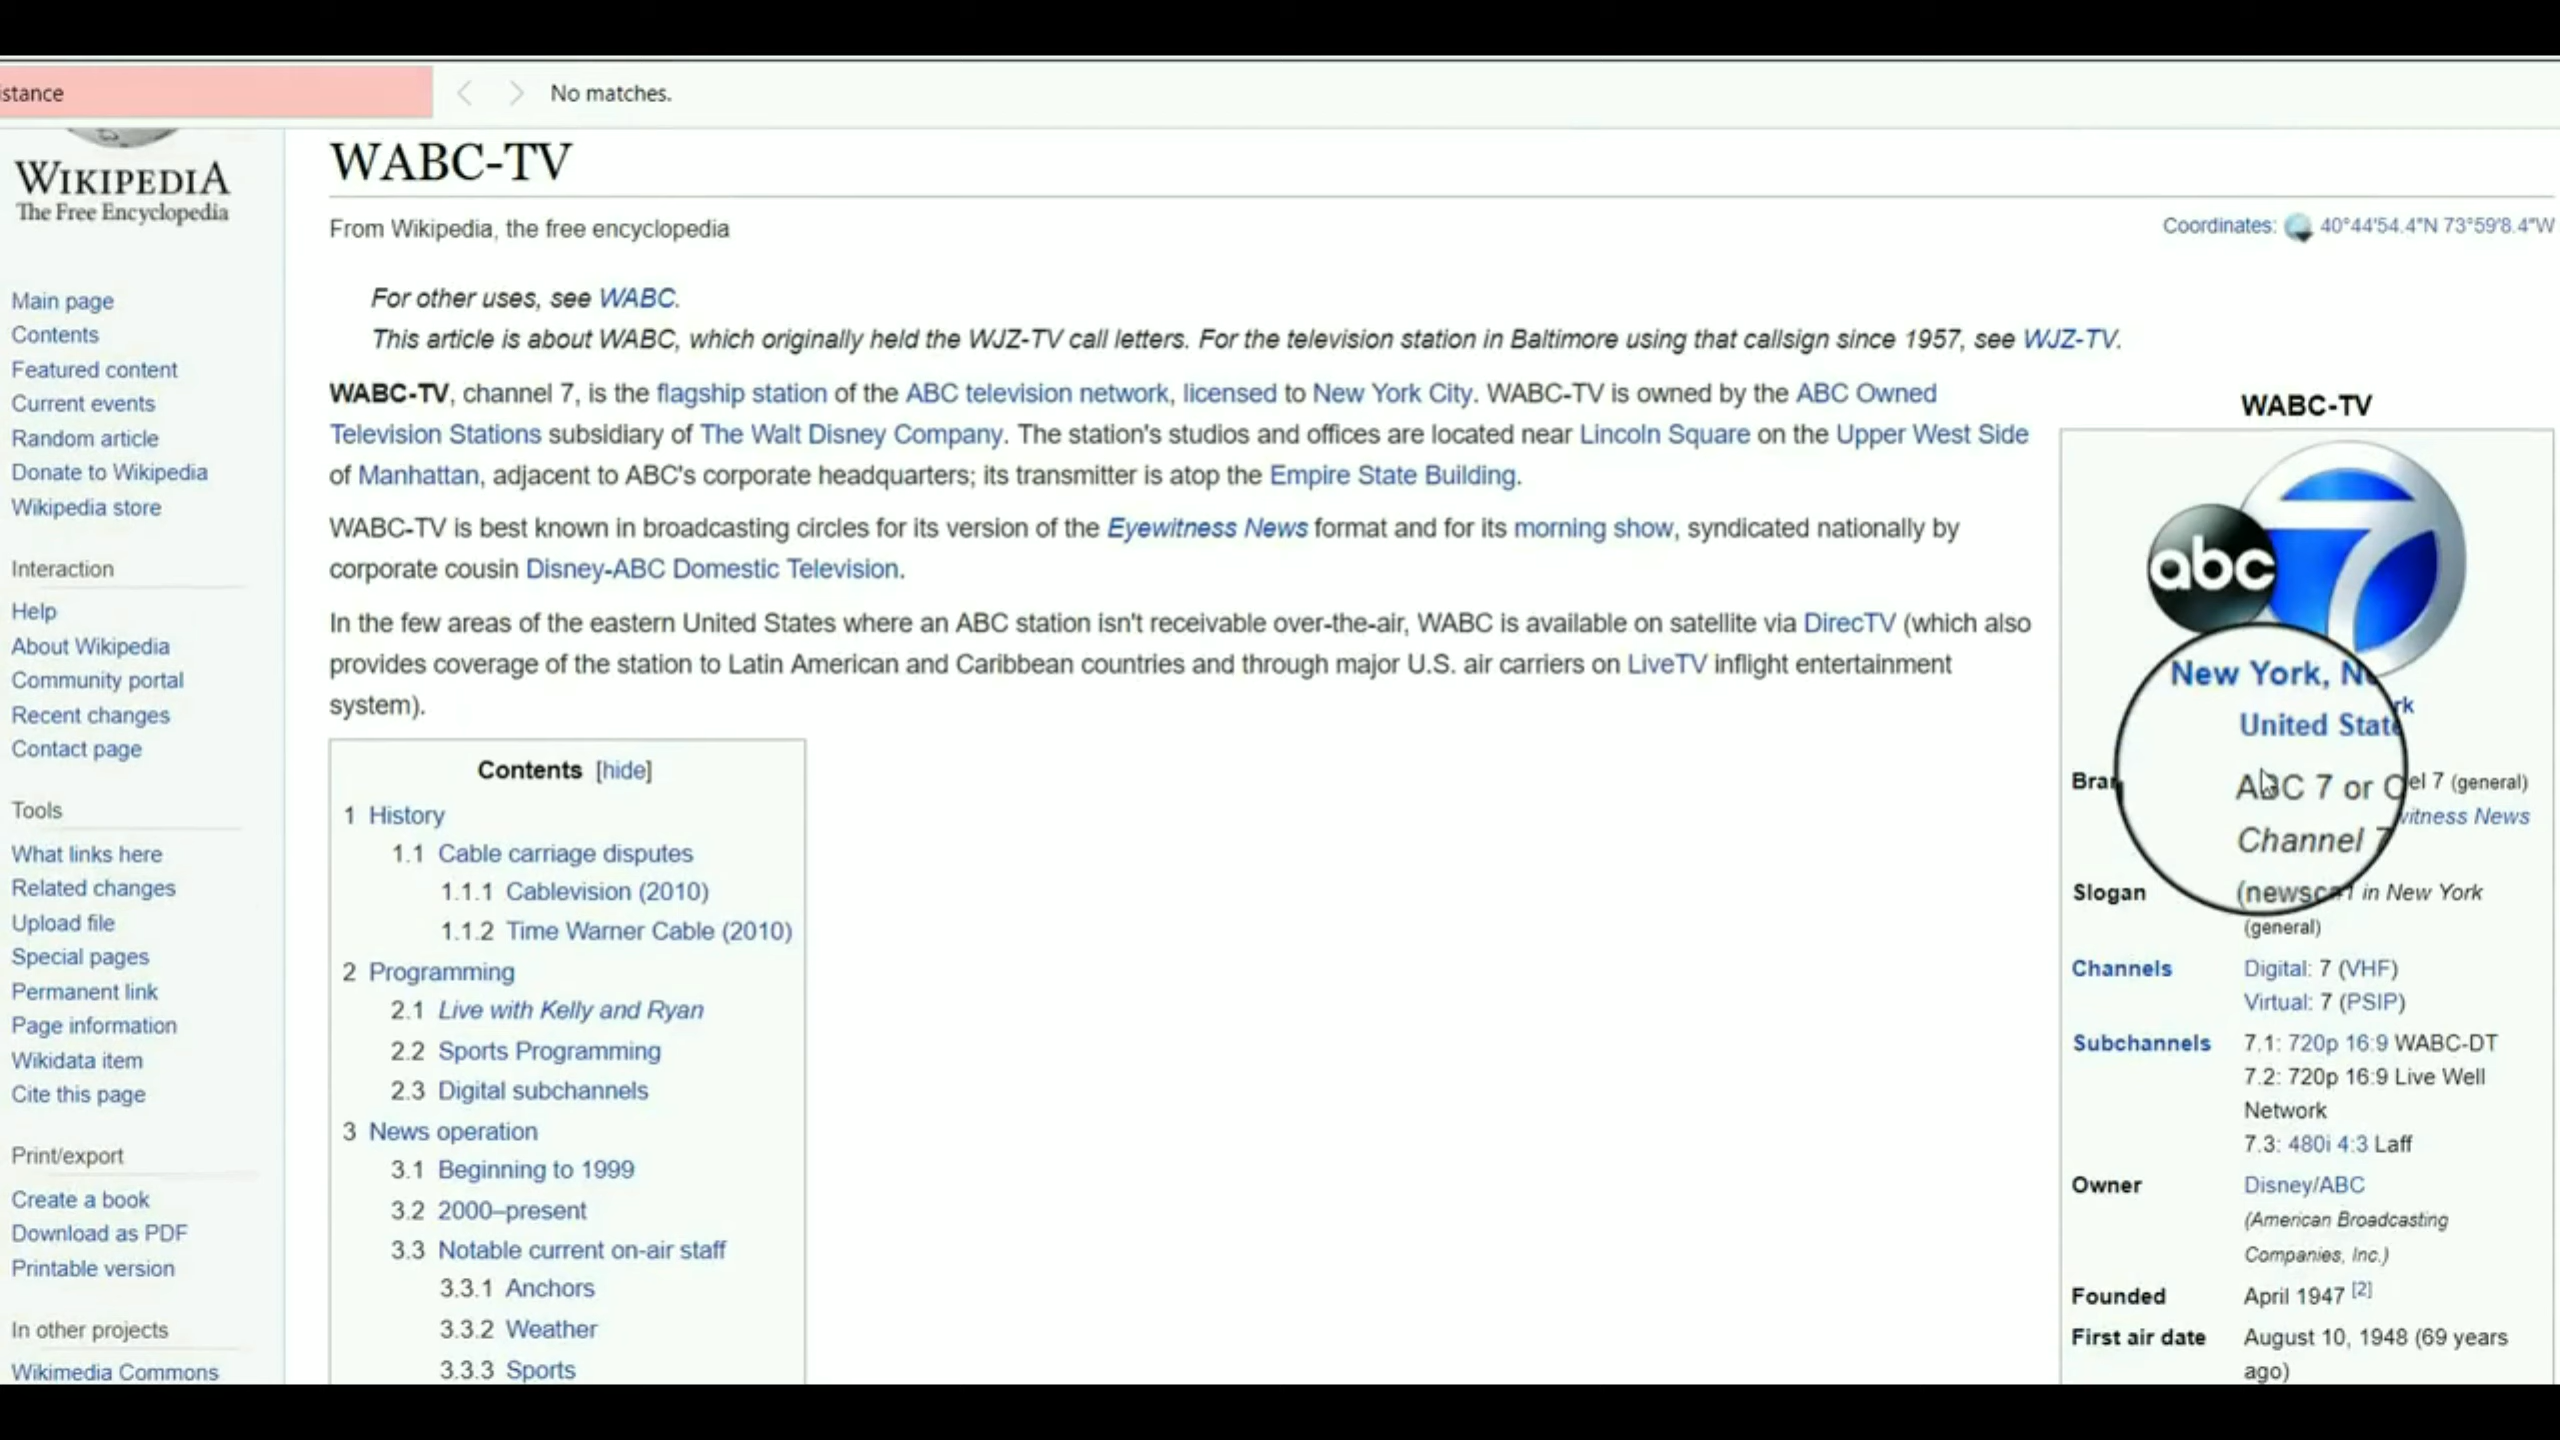 istance
No matches.
WIKIPEDIA
The Free Encyclopedia
Main page
Contents
Featured content
Current events
Random article
Donate to Wikipedia
Wikipedia store
Interaction
Help
About Wikipedia
Community portal
Recent changes
Contact page
Tools
What links here
Related changes
Upload file
Special pages
Permanent link
Page information
Wikidata item
Cite this page
Print/export
Create a book
Download as PDF
Printable version
In other projects
Wikimedia Commons
WABC-TV
From Wikipedia, the free encyclopedia
Coordinates: 40°44′54.4″N 73°59′8.4″W
For other uses, see WABC.
This article is about WABC, which originally held the WJZ-TV call letters. For the television station in Baltimore using that callsign since 1957, see WJZ-TV.
WABC-TV, channel 7, is the flagship station of the ABC television network, licensed to New York City. WABC-TV is owned by the ABC Owned
Television Stations subsidiary of The Walt Disney Company. The station's studios and offices are located near Lincoln Square on the Upper West Side
of Manhattan, adjacent to ABC's corporate headquarters; its transmitter is atop the Empire State Building.
WABC-TV is best known in broadcasting circles for its version of the Eyewitness News format and for its morning show, syndicated nationally by
corporate cousin Disney-ABC Domestic Television.
In the few areas of the eastern United States where an ABC station isn't receivable over-the-air, WABC is available on satellite via DirecTV (which also
provides coverage of the station to Latin American and Caribbean countries and through major U.S. air carriers on LiveTV inflight entertainment
system).
Contents [hide]
1 History
1.1 Cable carriage disputes
1.1.1 Cablevision (2010)
1.1.2 Time Warner Cable (2010)
2 Programming
2.1 Live with Kelly and Ryan
2.2 Sports Programming
2.3 Digital subchannels
3 News operation
3.1 Beginning to 1999
3.2 2000–present
3.3 Notable current on-air staff
3.3.1 Anchors
3.3.2 Weather
3.3.3 Sports
WABC-TV
abc 7
New York, N
rk
United State
Bran ABC 7 or C el 7 (general)
Channel 7 witness News
Slogan (newsca in New York
(general)
Channels Digital: 7 (VHF)
Virtual: 7 (PSIP)
Subchannels 7.1: 720p 16:9 WABC-DT
7.2: 720p 16:9 Live Well
Network
7.3: 480i 4:3 Laff
Owner Disney/ABC
(American Broadcasting
Companies, Inc.)
Founded April 1947 [2]
First air date August 10, 1948 (69 years
ago)